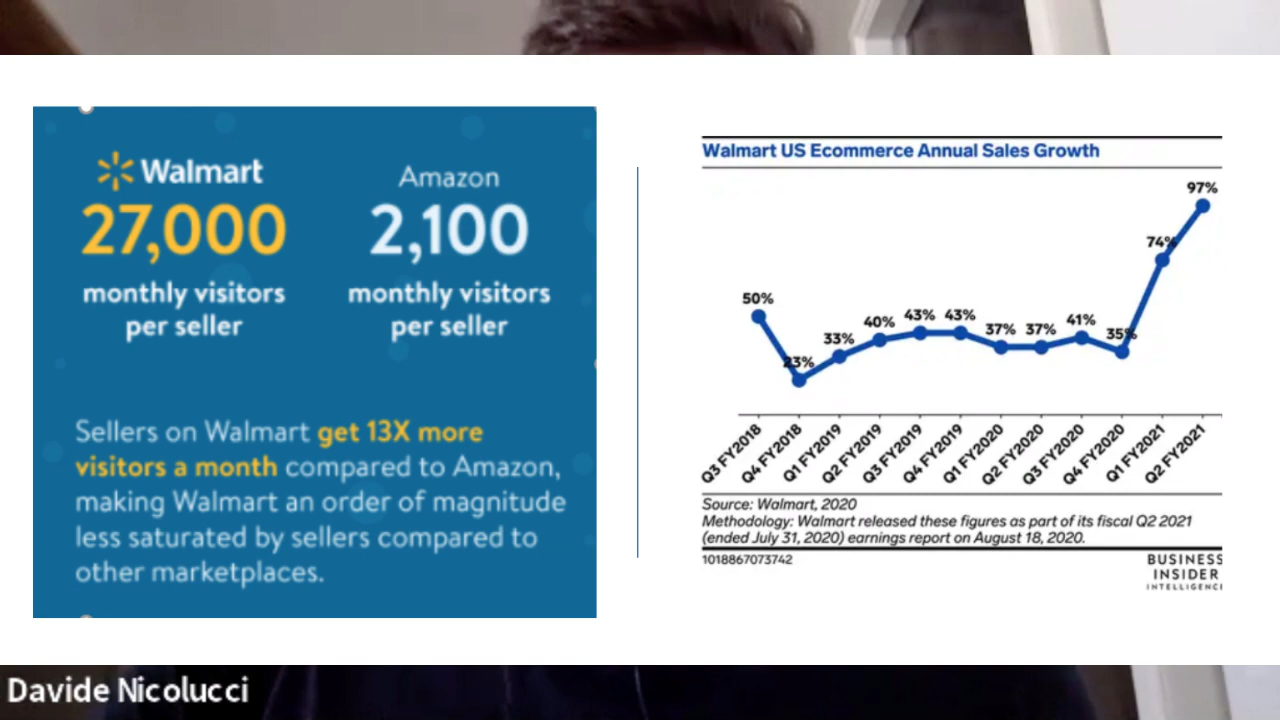 Walmart
27,000
monthly visitors
per seller
Amazon
2,100
monthly visitors
per seller
Sellers on Walmart get 13X more
visitors a month compared to Amazon,
making Walmart an order of magnitude
less saturated by sellers compared to
other marketplaces.
Walmart US Ecommerce Annual Sales Growth
50%
23%
33%
40%
43%
43%
37%
37%
41%
35%
74%
97%
Q3 FY2018
Q4 FY2018
Q1 FY2019
Q2 FY2019
Q3 FY2019
Q4 FY2019
Q1 FY2020
Q2 FY2020
Q3 FY2020
Q4 FY2020
Q1 FY2021
Q2 FY2021
Source: Walmart, 2020
Methodology: Walmart released these figures as part of its fiscal Q2 2021
(ended July 31, 2020) earnings report on August 18, 2020.
1018867073742
BUSINESS
INSIDER
INTELLIGENCE
Davide Nicolucci